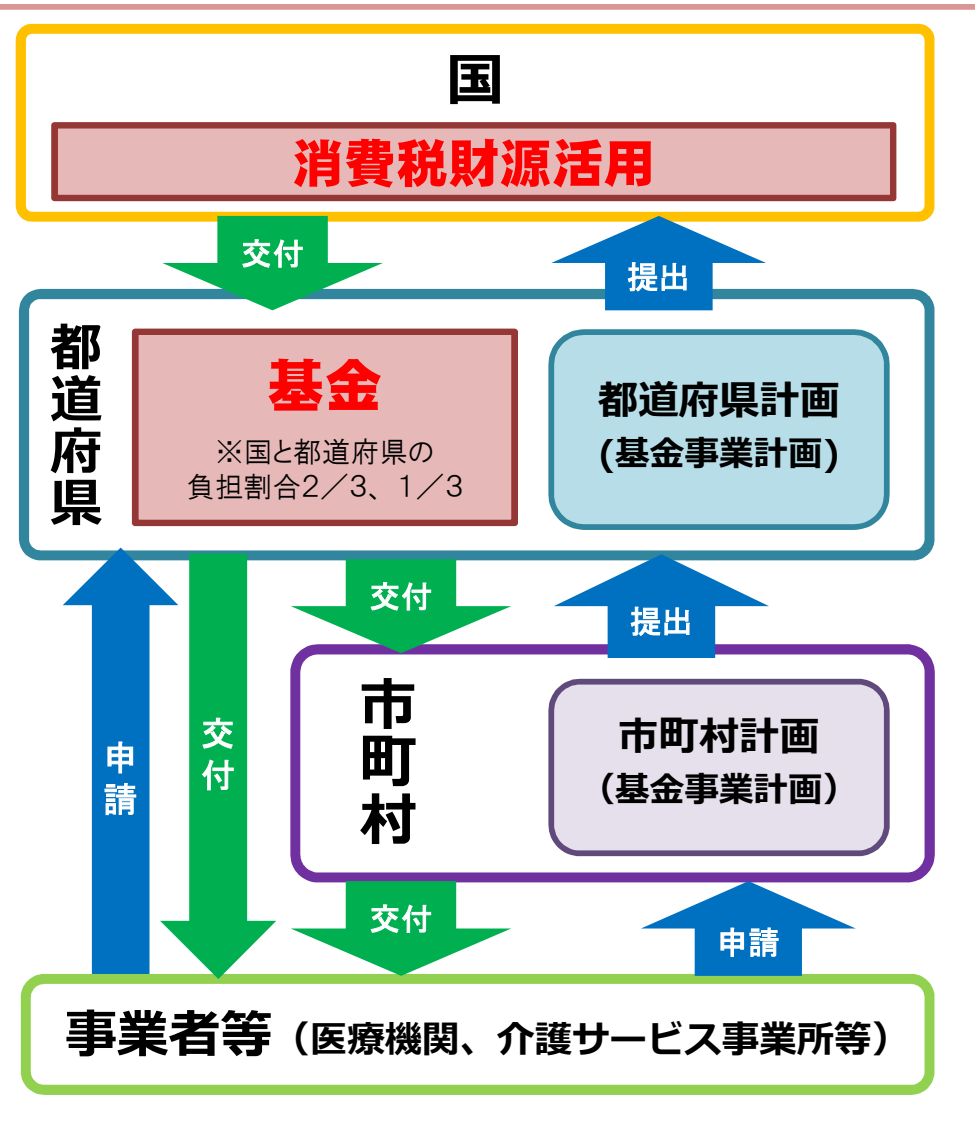 国
消費税財源活用
交付
提出
都道府県
基金
※国と都道府県の
負担割合2/3、1/3
都道府県計画
(基金事業計画)
交付
提出
申請
交付
市町村
市町村計画
(基金事業計画)
交付
申請
事業者等(医療機関、介護サービス事業所等)